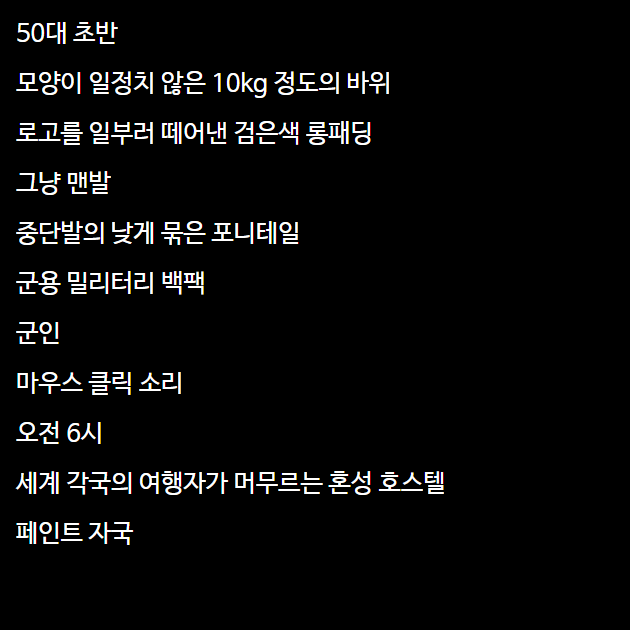 50대 초반
모양이 일정치 않은 10kg 정도의 바위
로고를 일부러 떼어낸 검은색 롱패딩
그냥 맨발
중단발의 낮게 묶은 포니테일
군용 밀리터리 백팩
군인
마우스 클릭 소리
오전 6시
세계 각국의 여행자가 머무르는 혼성 호스텔
페인트 자국